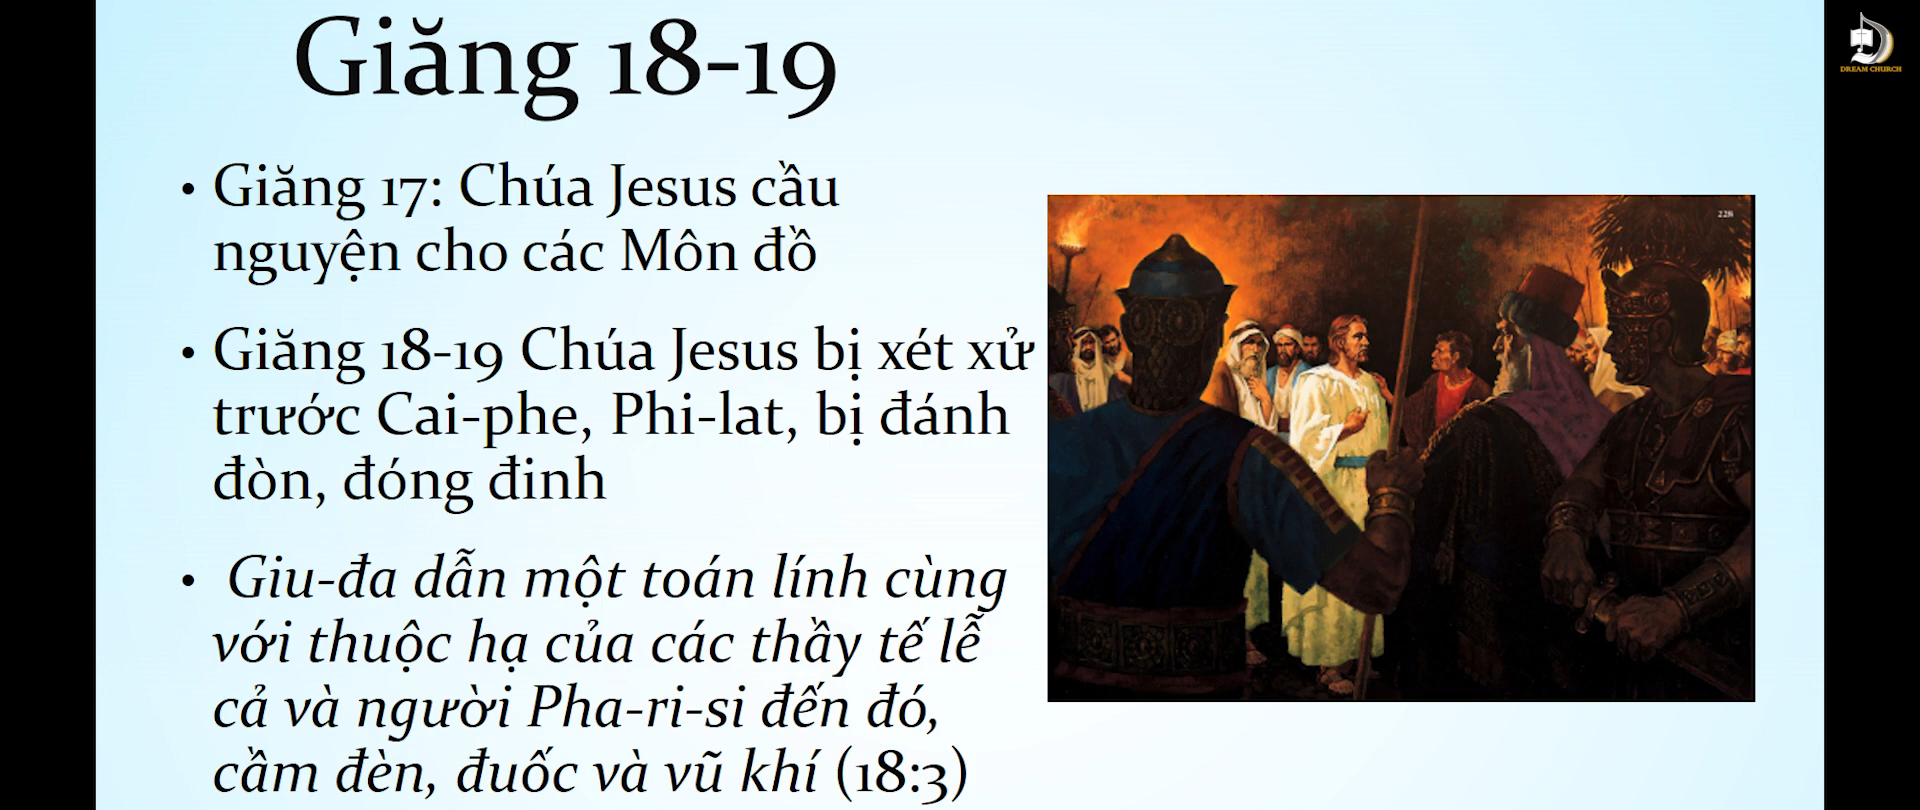 Giăng 18-19
• Giăng 17: Chúa Jesus cầu
nguyện cho các Môn đồ
• Giăng 18-19 Chúa Jesus bị xét xử
trước Cai-phe, Phi-lat, bị đánh
đòn, đóng đinh
• Giu-đa dẫn một toán lính cùng
với thuộc hạ của các thầy tế lễ
cả và người Pha-ri-si đến đó,
cầm đèn, đuốc và vũ khí (18:3)
228
DREAM CHURCH